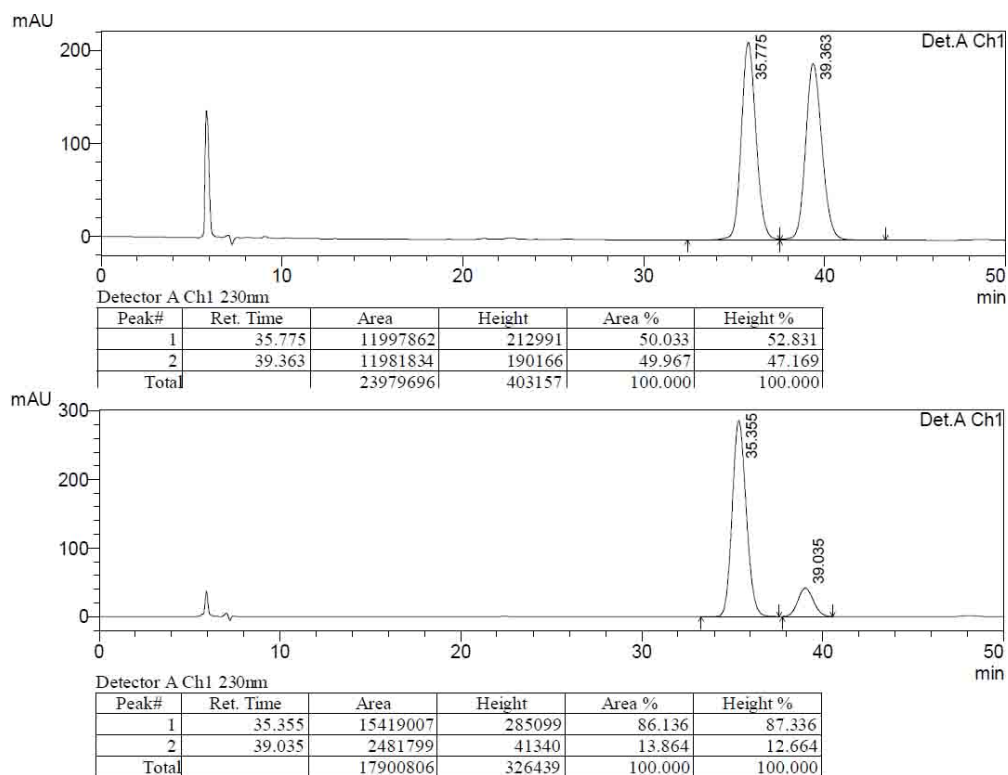 mAU
Det.A Ch1
200
100
0
35.775
39.363
0 10 20 30 40 50
min
Detector A Ch1 230nm
Peak# Ret. Time Area Height Area % Height %
1 35.775 11997862 212991 50.033 52.831
2 39.363 11981834 190166 49.967 47.169
Total 23979696 403157 100.000 100.000
mAU
Det.A Ch1
300
200
100
0
35.355
39.035
0 10 20 30 40 50
min
Detector A Ch1 230nm
Peak# Ret. Time Area Height Area % Height %
1 35.355 15419007 285099 86.136 87.336
2 39.035 2481799 41340 13.864 12.664
Total 17900806 326439 100.000 100.000